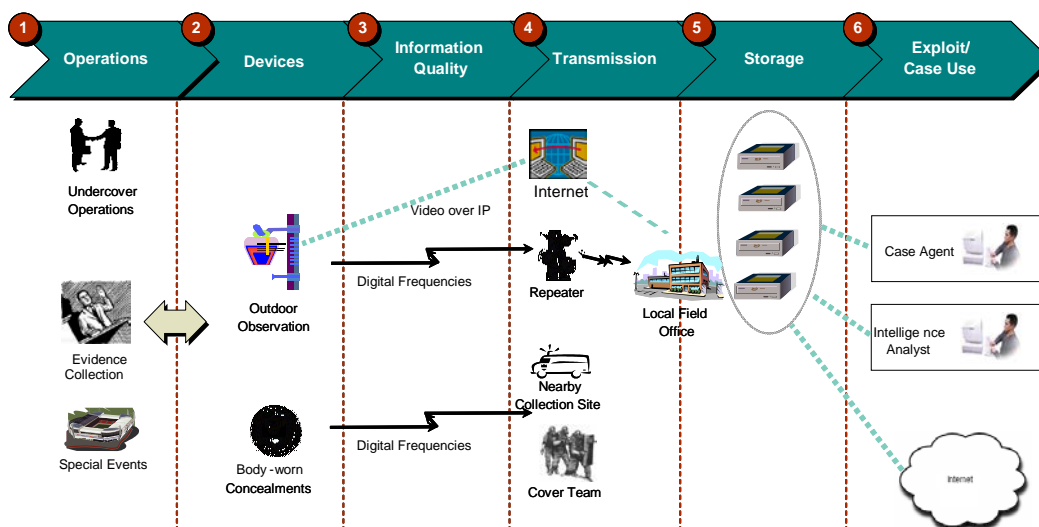 1
2
3
4
5
6
Operations
Devices
Information
Quality
Transmission
Storage
Exploit/
Case Use
Undercover
Operations
Internet
Video over IP
Digital Frequencies
Repeater
Case Agent
Outdoor
Observation
Local Field
Office
Intellige nce
Analyst
Evidence
Collection
Nearby
Collection Site
Digital Frequencies
Special Events
Body -worn
Concealments
Cover Team
Internet